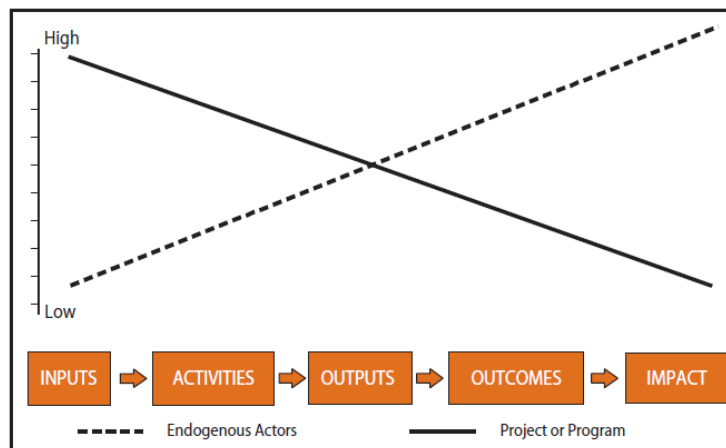 High
Low
INPUTS ACTIVITIES OUTPUTS OUTCOMES IMPACT
Endogenous Actors Project or Program